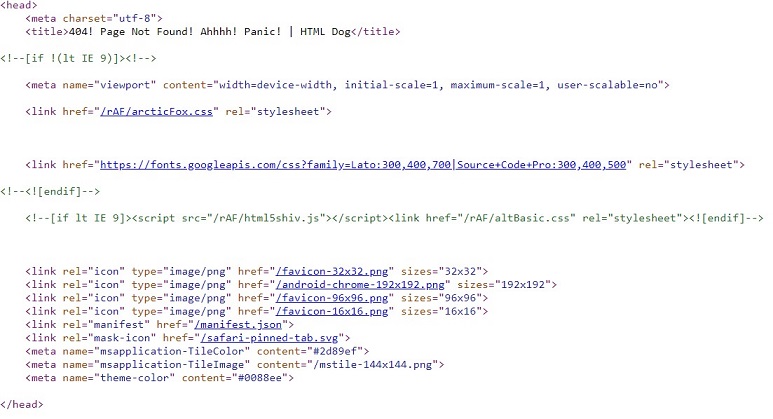 <head>
<meta charset="utf-8">
<title>404! Page Not Found! Ahhhh! Panic! | HTML Dog</title>
<!--[if !(lt IE 9)]><!-->
<meta name="viewport" content="width=device-width, initial-scale=1, maximum-scale=1, user-scalable=no">
<link href="/rAF/arcticFox.css" rel="stylesheet">
<link href="https://fonts.googleapis.com/css?family=Lato:300,400,700|Source+Code+Pro:300,400,500" rel="stylesheet">
<!--<![endif]-->
<!--[if lt IE 9]><script src="/rAF/html5shiv.js"></script><link href="/rAF/altBasic.css" rel="stylesheet"><![endif]-->
<link rel="icon" type="image/png" href="/favicon-32x32.png" sizes="32x32">
<link rel="icon" type="image/png" href="/android-chrome-192x192.png" sizes="192x192">
<link rel="icon" type="image/png" href="/favicon-96x96.png" sizes="96x96">
<link rel="icon" type="image/png" href="/favicon-16x16.png" sizes="16x16">
<link rel="manifest" href="/manifest.json">
<link rel="mask-icon" href="/safari-pinned-tab.svg">
<meta name="msapplication-TileColor" content="#2d89ef">
<meta name="msapplication-TileImage" content="/mstile-144x144.png">
<meta name="theme-color" content="#0088ee">
</head>